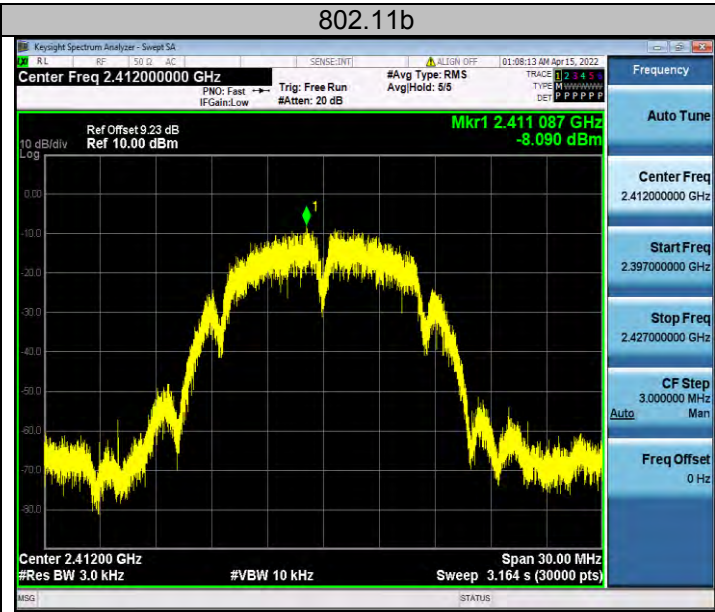 802.11b
Keysight Spectrum Analyzer - Swept SA
LXI RL RF 50 Ω AC SENSE:INT ALIGN OFF 01:08:13 AM Apr 15, 2022
Center Freq 2.412000000 GHz
PNO: Fast
IFGain:Low
Trig: Free Run
#Atten: 20 dB
#Avg Type: RMS
Avg|Hold: 5/5
TRACE 1 2 3 4 5 6
TYPE M WWWWW
DET P P P P P P
Frequency
Auto Tune
Center Freq
2.412000000 GHz
Start Freq
2.397000000 GHz
Stop Freq
2.427000000 GHz
CF Step
3.000000 MHz
Auto Man
Freq Offset
0 Hz
Mkr1 2.411 087 GHz
-8.090 dBm
Ref Offset 9.23 dB
10 dB/div Ref 10.00 dBm
Log
0.00
-10.0
-20.0
-30.0
-40.0
-50.0
-60.0
-70.0
-80.0
1
Center 2.41200 GHz Span 30.00 MHz
#Res BW 3.0 kHz #VBW 10 kHz Sweep 3.164 s (30000 pts)
MSG STATUS